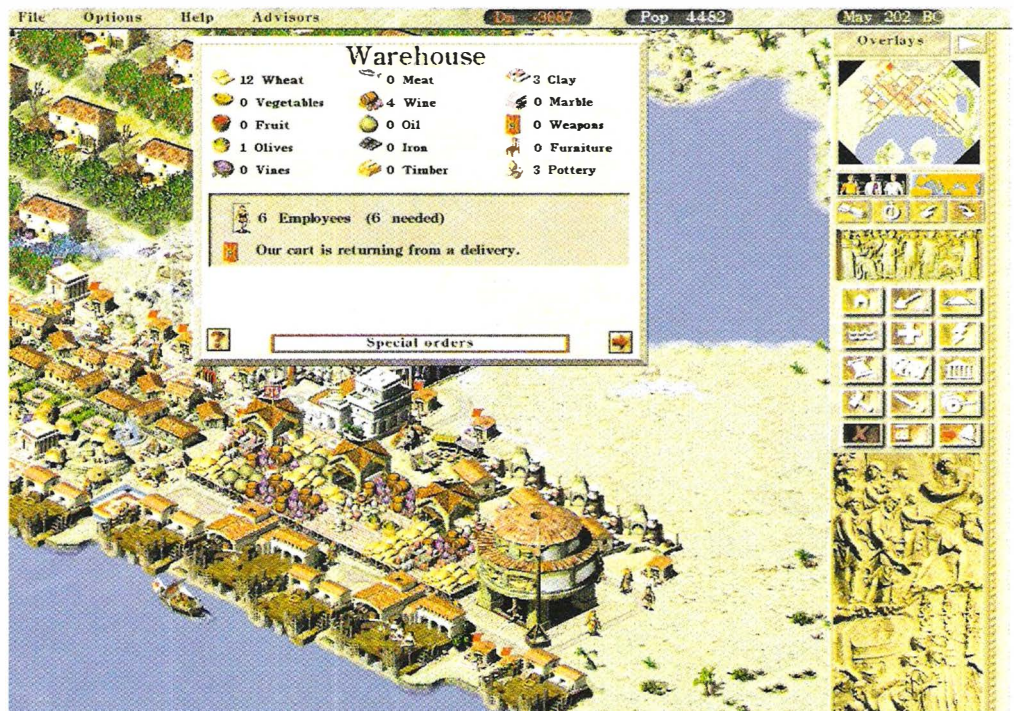 File Options Help Advisors Dn -3087 Pop 4482 May 202 BC
Overlays
Warehouse
12 Wheat 0 Meat 3 Clay
0 Vegetables 4 Wine 0 Marble
0 Fruit 0 Oil 0 Weapons
1 Olives 0 Iron 0 Furniture
0 Vines 0 Timber 3 Pottery
6 Employees (6 needed)
Our cart is returning from a delivery.
Special orders